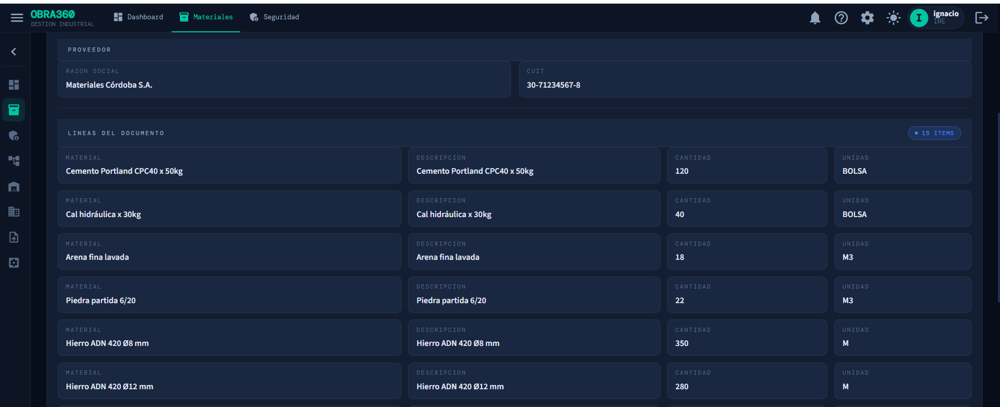 OBRA360
GESTION INDUSTRIAL
Dashboard
Materiales
Seguridad
I
ignacio
IRE
PROVEEDOR
RAZON SOCIAL
Materiales Córdoba S.A.
CUIT
30-71234567-8
LINEAS DEL DOCUMENTO
15 ITEMS
MATERIAL
Cemento Portland CPC40 x 50kg
DESCRIPCION
Cemento Portland CPC40 x 50kg
CANTIDAD
120
UNIDAD
BOLSA
MATERIAL
Cal hidráulica x 30kg
DESCRIPCION
Cal hidráulica x 30kg
CANTIDAD
40
UNIDAD
BOLSA
MATERIAL
Arena fina lavada
DESCRIPCION
Arena fina lavada
CANTIDAD
18
UNIDAD
M3
MATERIAL
Piedra partida 6/20
DESCRIPCION
Piedra partida 6/20
CANTIDAD
22
UNIDAD
M3
MATERIAL
Hierro ADN 420 Ø8 mm
DESCRIPCION
Hierro ADN 420 Ø8 mm
CANTIDAD
350
UNIDAD
M
MATERIAL
Hierro ADN 420 Ø12 mm
DESCRIPCION
Hierro ADN 420 Ø12 mm
CANTIDAD
280
UNIDAD
M